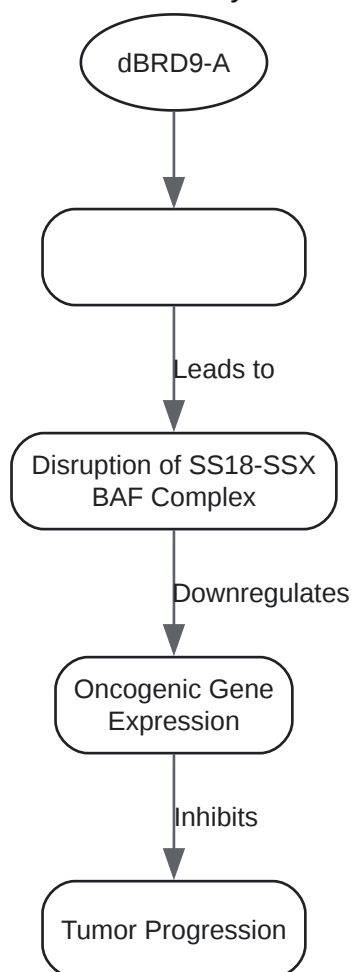 dBRD9-A
Leads to
Disruption of SS18-SSX
BAF Complex
Downregulates
Oncogenic Gene
Expression
Inhibits
Tumor Progression